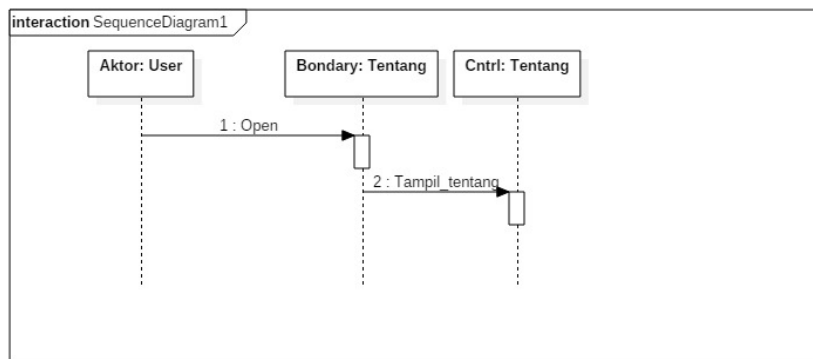 interaction SequenceDiagram1
Aktor: User
Bondary: Tentang
Cntrl: Tentang
1 : Open
2 : Tampil_tentang